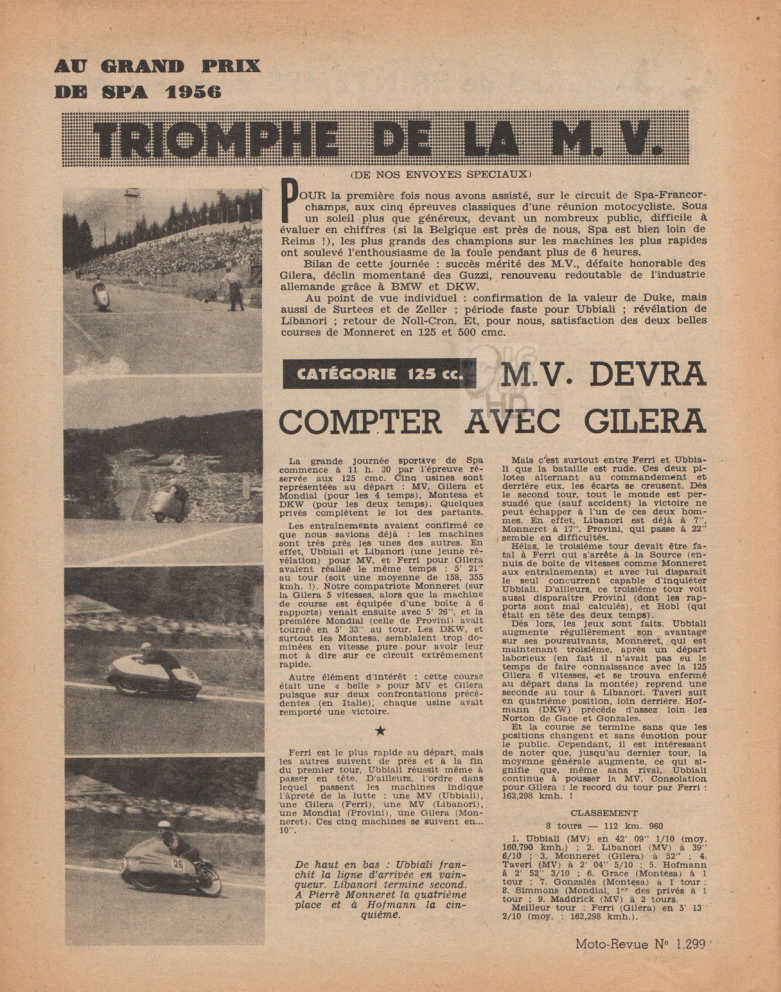 AU GRAND PRIX
DE SPA 1956
TRIOMPHE DE LA M. V.
(DE NOS ENVOYES SPECIAUX)
POUR la première fois nous avons assisté, sur le circuit de Spa-Francor-
champs, aux cinq épreuves classiques d'une réunion motocycliste. Sous
un soleil plus que généreux, devant un nombreux public, difficile à
évaluer en chiffres (si la Belgique est près de nous, Spa est bien loin de
Reims !), les plus grands des champions sur les machines les plus rapides
ont soulevé l'enthousiasme de la foule pendant plus de 6 heures.
Bilan de cette journée : succès mérité des M.V., défaite honorable des
Gilera, déclin momentané des Guzzi, renouveau redoutable de l'industrie
allemande grâce à BMW et DKW.
Au point de vue individuel : confirmation de la valeur de Duke, mais
aussi de Surtees et de Zeller ; période faste pour Ubbiali ; révélation de
Libanori ; retour de Noll-Cron. Et, pour nous, satisfaction des deux belles
courses de Monneret en 125 et 500 cmc.
CATÉGORIE 125 cc. M.V. DEVRA
COMPTER AVEC GILERA
La grande journée sportive de Spa
commence à 11 h. 30 par l'épreuve ré-
servée aux 125 cmc. Cinq usines sont
représentées au départ : MV, Gilera et
Mondial (pour les 4 temps), Montesa et
DKW (pour les deux temps). Quelques
privés complètent le lot des partants.
Les entraînements avaient confirmé ce
que nous savions déjà : les machines
sont très près les unes des autres. En
effet, Ubbiali et Libanori (une jeune ré-
vélation) pour MV, et Ferri pour Gilera
avaient réalisé le même temps : 5' 21"
au tour (soit une moyenne de 158, 355
kmh. !). Notre compatriote Monneret (sur
la Gilera 5 vitesses, alors que la machine
de course est équipée d'une boîte à 6
rapports) venait ensuite avec 5' 26", et la
première Mondial (celle de Provini) avait
tourné en 5' 33" au tour. Les DKW, et
surtout les Montesa, semblaient trop do-
minées en vitesse pure pour avoir leur
mot à dire sur ce circuit extrêmement
rapide.
Autre élément d'intérêt : cette course
était une « belle » pour MV et Gilera
puisque sur deux confrontations précé-
dentes (en Italie), chaque usine avait
remporté une victoire.
★
Ferri est le plus rapide au départ, mais
les autres suivent de près et à la fin
du premier tour, Ubbiali réussit même à
passer en tête. D'ailleurs, l'ordre dans
lequel passent les machines indique
l'âpreté de la lutte : une MV (Ubbiali),
une Gilera (Ferri), une MV (Libanori),
une Mondial (Provini), une Gilera (Mon-
neret). Ces cinq machines se suivent en...
10".
De haut en bas : Ubbiali fran-
chit la ligne d'arrivée en vain-
queur. Libanori termine second.
A Pierre Monneret la quatrième
place et à Hofmann la cin-
quième.
Mais c'est surtout entre Ferri et Ubbia-
li que la bataille est rude. Ces deux pi-
lotes alternant au commandement et
derrière eux, les écarts se creusent. Dès
le second tour, tout le monde est per-
suadé que (sauf accident) la victoire ne
peut échapper à l'un de ces deux hom-
mes. En effet, Libanori est déjà à 7",
Monneret à 17". Provini, qui passe à 22"
semble en difficultés.
Hélas, le troisième tour devait être fa-
tal à Ferri qui s'arrête à la Source (en-
nuis de boîte de vitesses comme Monneret
aux entraînements) et avec lui disparaît
le seul concurrent capable d'inquiéter
Ubbiali. D'ailleurs, ce troisième tour voit
aussi disparaître Provini (dont les rap-
ports sont mal calculés), et Hobl (qui
était en tête des deux temps).
Dès lors, les jeux sont faits. Ubbiali
augmente régulièrement son avantage
sur ses poursuivants, Monneret, qui est
maintenant troisième, après un départ
laborieux (en fait il n'avait pas eu le
temps de faire connaissance avec la 125
Gilera 6 vitesses, et se trouva enfermé
au départ dans la montée) reprend une
seconde au tour à Libanori. Taveri suit
en quatrième position, loin derrière. Hof-
mann (DKW) précède d'assez loin les
Norton de Gace et Gonzales.
Et la course se termine sans que les
positions changent et sans émotion pour
le public. Cependant, il est intéressant
de noter que, jusqu'au dernier tour, la
moyenne générale augmente, ce qui si-
gnifie que, même sans rival, Ubbiali
continue à pousser la MV. Consolation
pour Gilera : le record du tour par Ferri :
162,298 kmh. !
CLASSEMENT
8 tours — 112 km. 960
1. Ubbiali (MV) en 42' 09" 1/10 (moy.
160,790 kmh.) ; 2. Libanori (MV) à 39"
6/10 ; 3. Monneret (Gilera) à 52" ; 4.
Taveri (MV) à 2' 04" 5/10 ; 5. Hofmann
à 2' 52" 3/10 ; 6. Grace (Montesa) à 1
tour ; 7. Gonzalès (Montesa) à 1 tour ;
8. Simmons (Mondial, 1er des privés à 1
tour ; 9. Maddrick (MV) à 2 tours.
Meilleur tour : Ferri (Gilera) en 5' 13
2/10 (moy. : 162,298 kmh.).
Moto-Revue N° 1.299
26